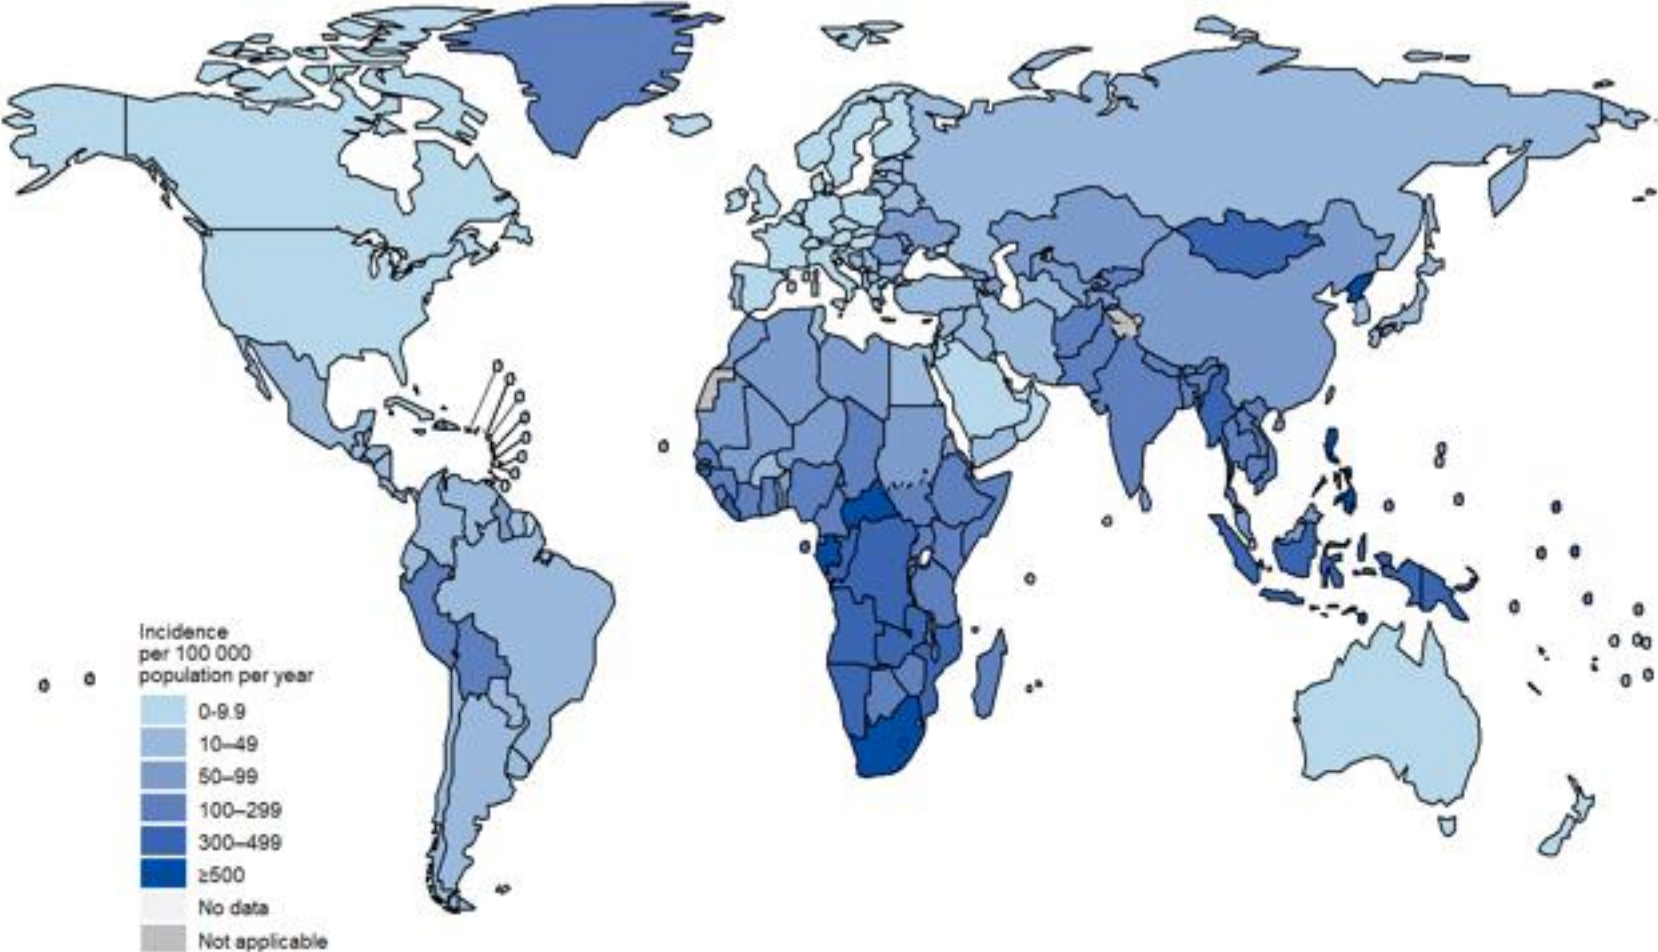 Incidence
per 100 000
population per year
0-9.9
10–49
50–99
100–299
300–499
≥500
No data
Not applicable